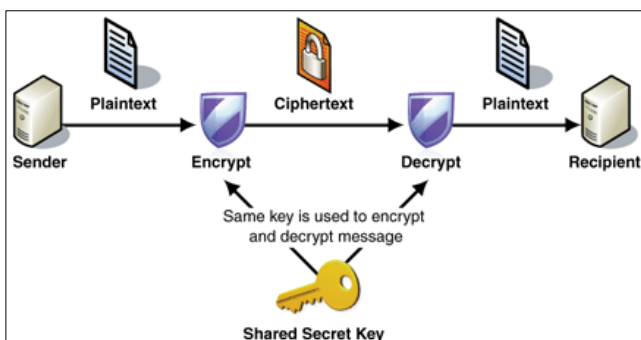 Plaintext
Ciphertext
Plaintext
Sender
Encrypt
Decrypt
Recipient
Same key is used to encrypt
and decrypt message
Shared Secret Key